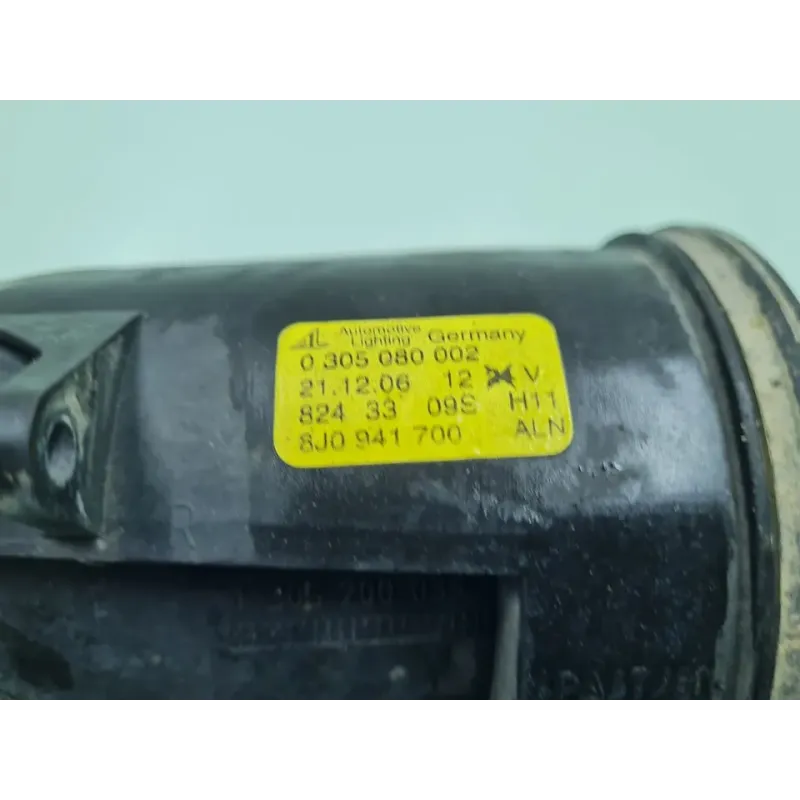 AL Automotive Lighting Germany
0 305 080 002
21.12.06 12 V
824 33 09S H11
8J0 941 700 ALN